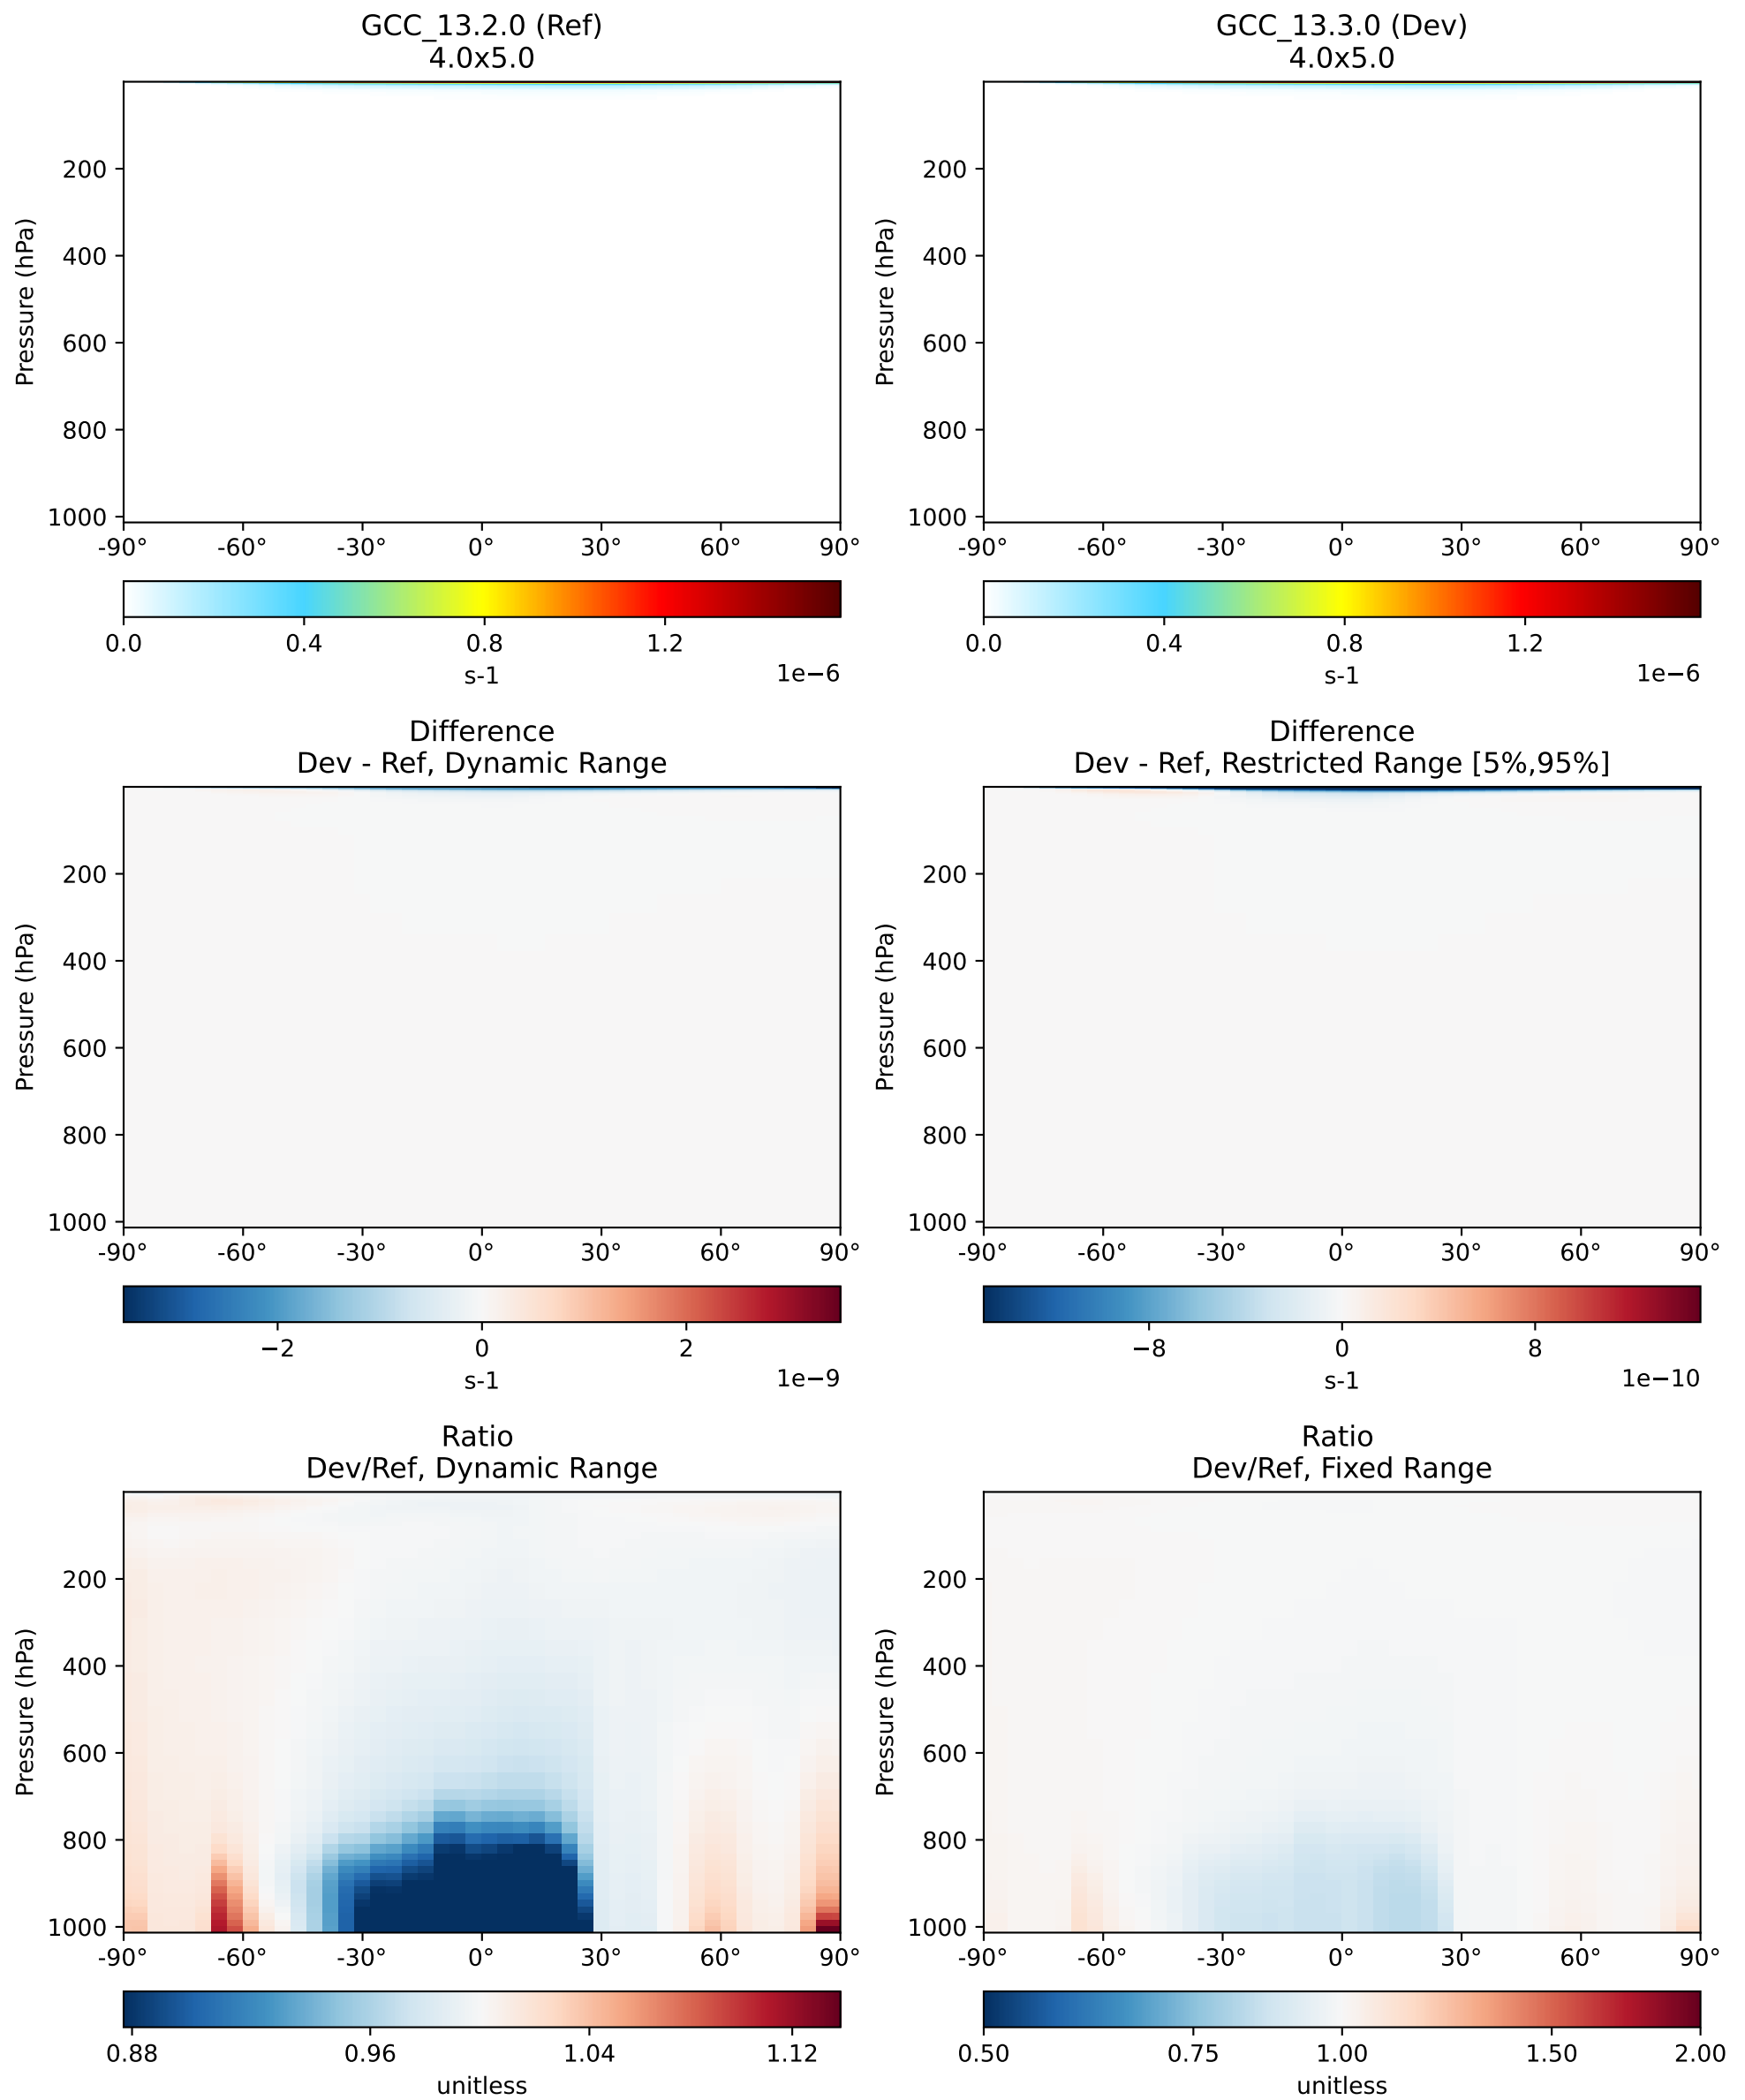 GCC_13.2.0 (Ref)
4.0x5.0
Pressure (hPa)
200
400
600
800
1000
-90° -60° -30° 0° 30° 60° 90°
0.0 0.4 0.8 1.2
s-1 1e−6
GCC_13.3.0 (Dev)
4.0x5.0
Pressure (hPa)
200
400
600
800
1000
-90° -60° -30° 0° 30° 60° 90°
0.0 0.4 0.8 1.2
s-1 1e−6
Difference
Dev - Ref, Dynamic Range
Pressure (hPa)
200
400
600
800
1000
-90° -60° -30° 0° 30° 60° 90°
−2 0 2
s-1 1e−9
Difference
Dev - Ref, Restricted Range [5%,95%]
Pressure (hPa)
200
400
600
800
1000
-90° -60° -30° 0° 30° 60° 90°
−8 0 8
s-1 1e−10
Ratio
Dev/Ref, Dynamic Range
Pressure (hPa)
200
400
600
800
1000
-90° -60° -30° 0° 30° 60° 90°
0.88 0.96 1.04 1.12
unitless
Ratio
Dev/Ref, Fixed Range
Pressure (hPa)
200
400
600
800
1000
-90° -60° -30° 0° 30° 60° 90°
0.50 0.75 1.00 1.50 2.00
unitless